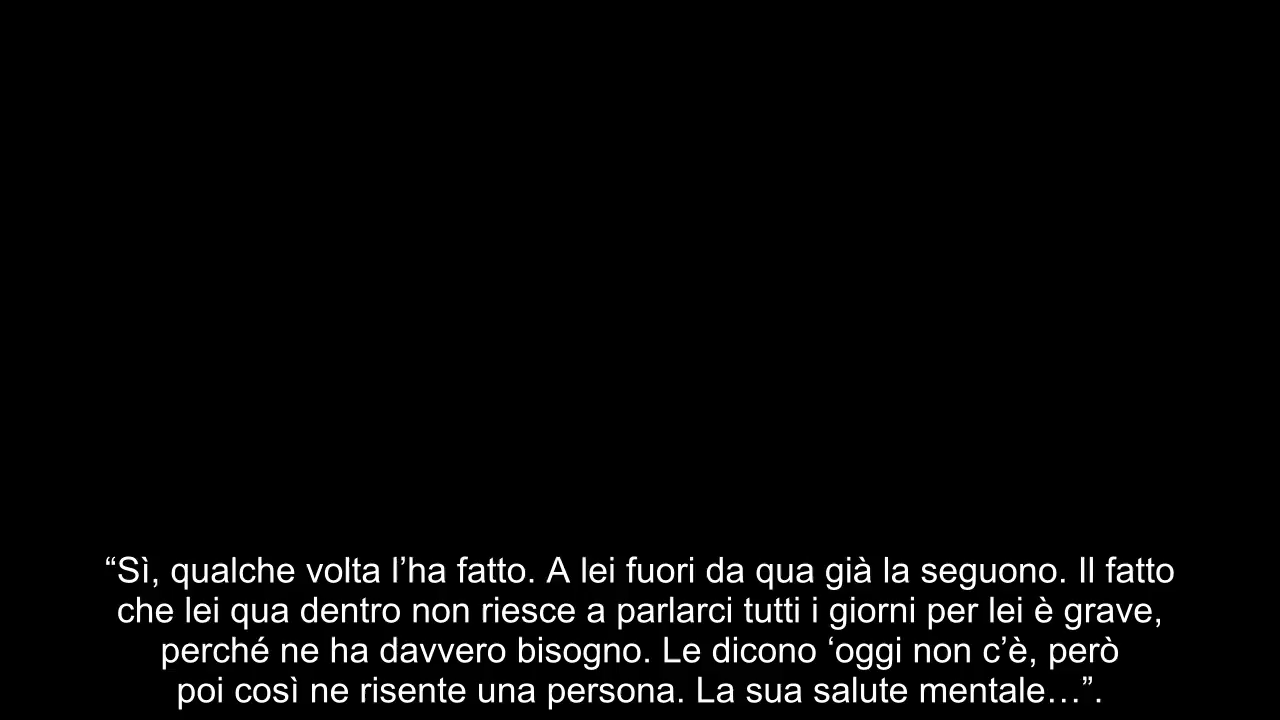 “Sì, qualche volta l’ha fatto. A lei fuori da qua già la seguono. Il fatto
che lei qua dentro non riesce a parlarci tutti i giorni per lei è grave,
perché ne ha davvero bisogno. Le dicono ‘oggi non c’è, però
poi così ne risente una persona. La sua salute mentale…”.